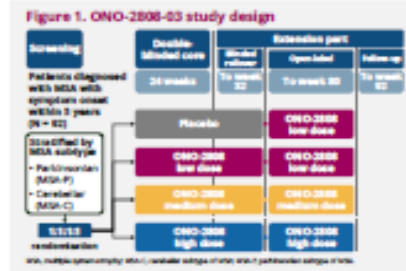 Figure 1. ONO-2808-03 study design
Screening
Double-
blinded core
Extension part
Blinded
rollover
Open-label
Follow-up
Patients diagnosed
with MSA with
symptom onset
within 5 years
24 weeks
To week
To week 80
To week
Stratified by
MSA subtype
• Parkinsonian
(MSA-P)
• Cerebellar
(MSA-C)
1:1:1:1
randomization
Placebo
ONO-2808
low dose
ONO-2808
low dose
ONO-2808
low dose
ONO-2808
medium dose
ONO-2808
medium dose
ONO-2808
high dose
ONO-2808
high dose